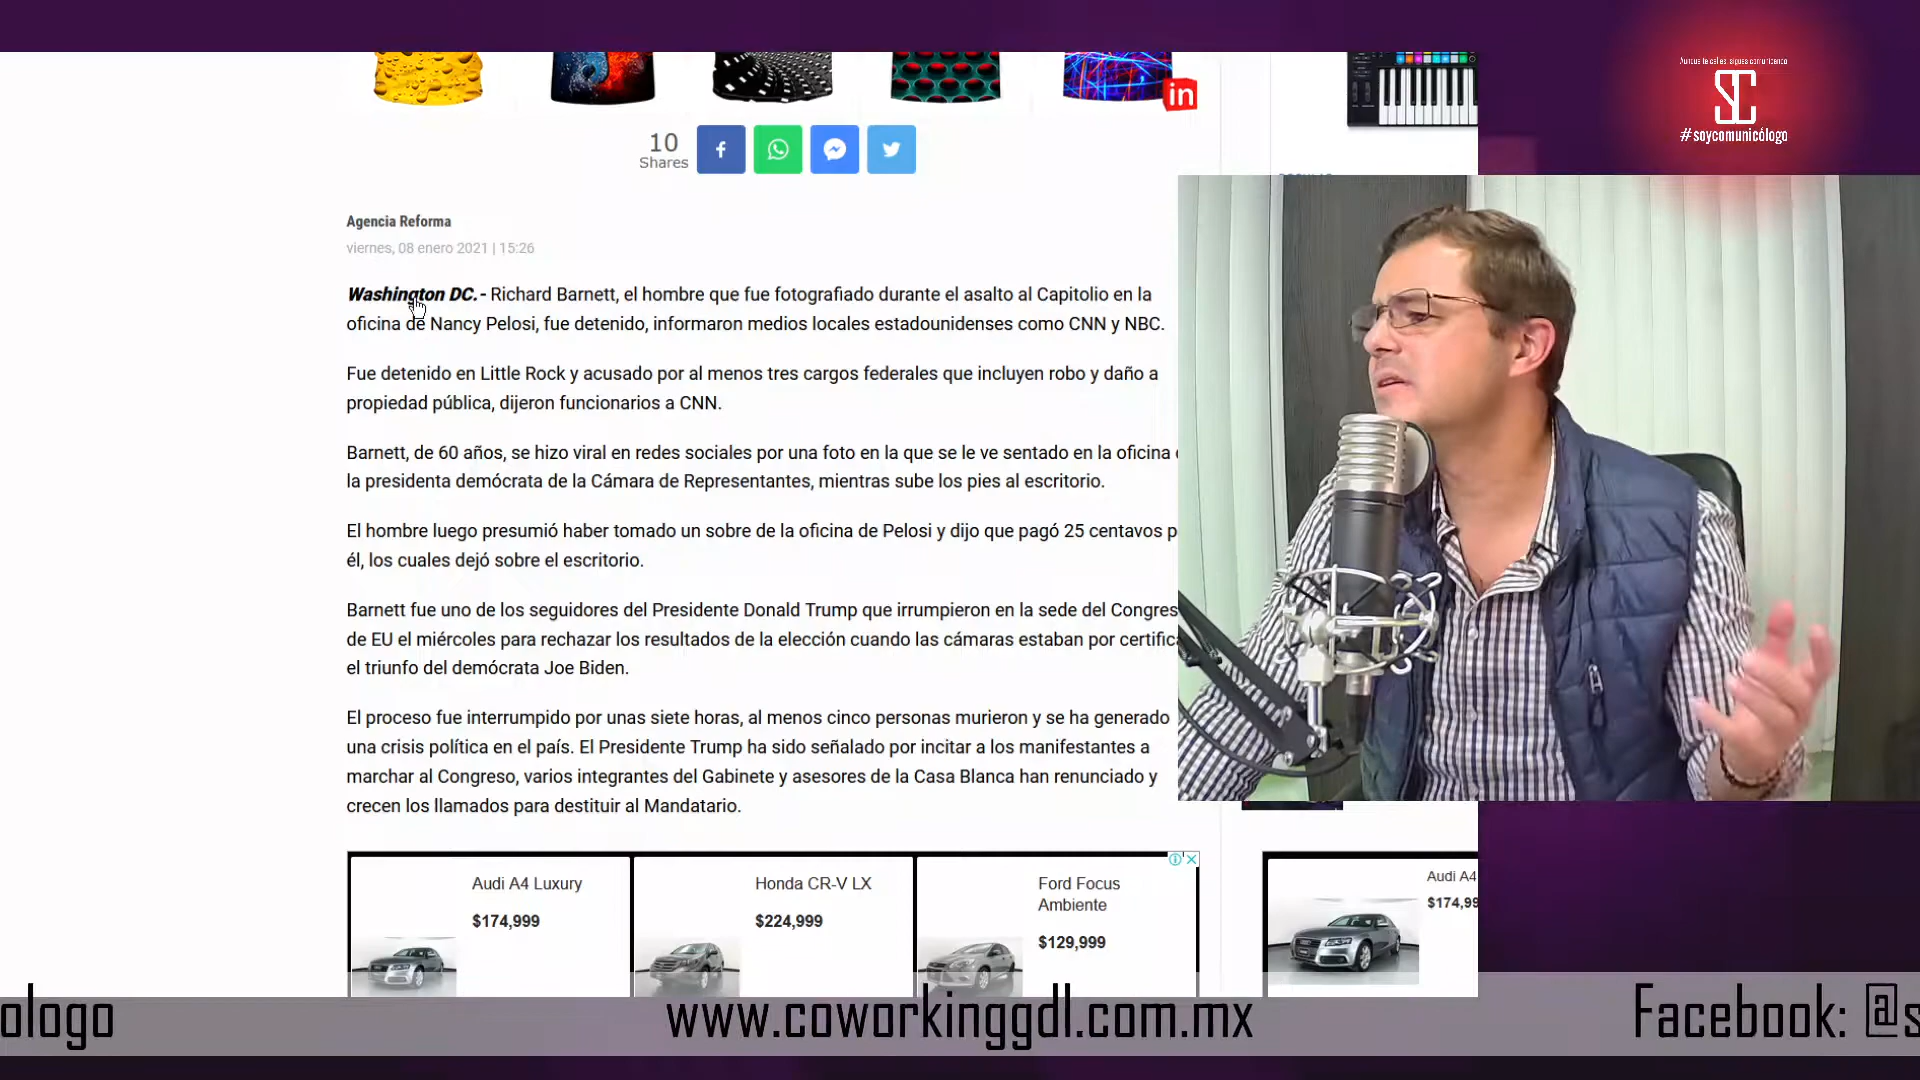 Aunque te calles, sigues comunicando
SC
#soycomunicólogo
in
10
Shares
Agencia Reforma
viernes, 08 enero 2021 | 15:26
Washington DC.- Richard Barnett, el hombre que fue fotografiado durante el asalto al Capitolio en la
oficina de Nancy Pelosi, fue detenido, informaron medios locales estadounidenses como CNN y NBC.
Fue detenido en Little Rock y acusado por al menos tres cargos federales que incluyen robo y daño a
propiedad pública, dijeron funcionarios a CNN.
Barnett, de 60 años, se hizo viral en redes sociales por una foto en la que se le ve sentado en la oficina
la presidenta demócrata de la Cámara de Representantes, mientras sube los pies al escritorio.
El hombre luego presumió haber tomado un sobre de la oficina de Pelosi y dijo que pagó 25 centavos p
él, los cuales dejó sobre el escritorio.
Barnett fue uno de los seguidores del Presidente Donald Trump que irrumpieron en la sede del Congres
de EU el miércoles para rechazar los resultados de la elección cuando las cámaras estaban por certifica
el triunfo del demócrata Joe Biden.
El proceso fue interrumpido por unas siete horas, al menos cinco personas murieron y se ha generado
una crisis política en el país. El Presidente Trump ha sido señalado por incitar a los manifestantes a
marchar al Congreso, varios integrantes del Gabinete y asesores de la Casa Blanca han renunciado y
crecen los llamados para destituir al Mandatario.
Audi A4 Luxury
$174,999
Honda CR-V LX
$224,999
Ford Focus
Ambiente
$129,999
Audi A4
$174,99
ologo
www.coworkinggdl.com.mx
Facebook: @s